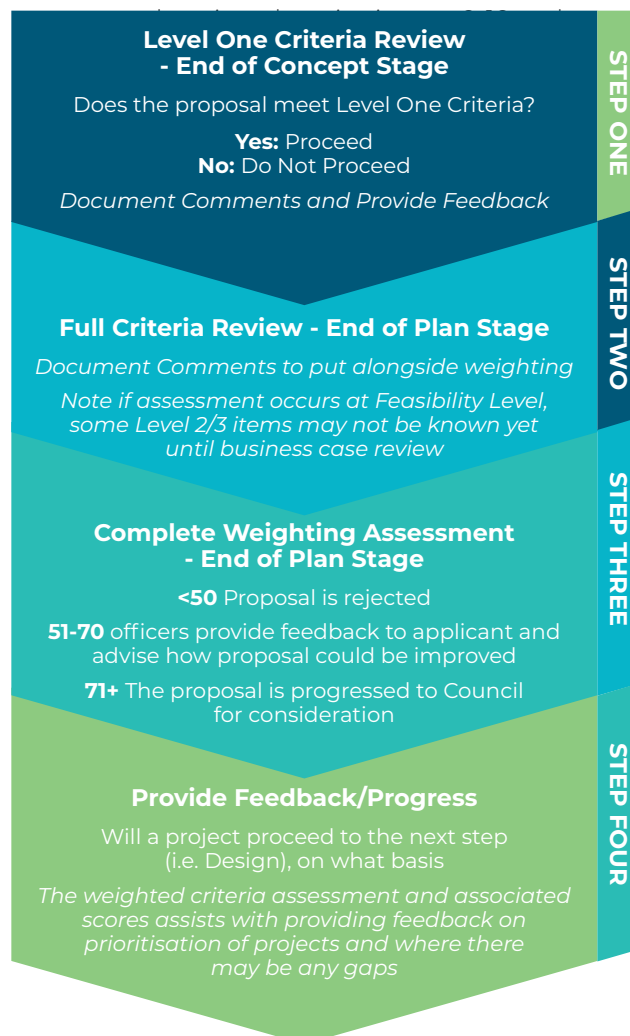 Level One Criteria Review
- End of Concept Stage
Does the proposal meet Level One Criteria?
Yes: Proceed
No: Do Not Proceed
Document Comments and Provide Feedback
STEP ONE
Full Criteria Review - End of Plan Stage
Document Comments to put alongside weighting
Note if assessment occurs at Feasibility Level,
some Level 2/3 items may not be known yet
until business case review
STEP TWO
Complete Weighting Assessment
- End of Plan Stage
<50 Proposal is rejected
51-70 officers provide feedback to applicant and
advise how proposal could be improved
71+ The proposal is progressed to Council
for consideration
STEP THREE
Provide Feedback/Progress
Will a project proceed to the next step
(i.e. Design), on what basis
The weighted criteria assessment and associated
scores assists with providing feedback on
prioritisation of projects and where there
may be any gaps
STEP FOUR